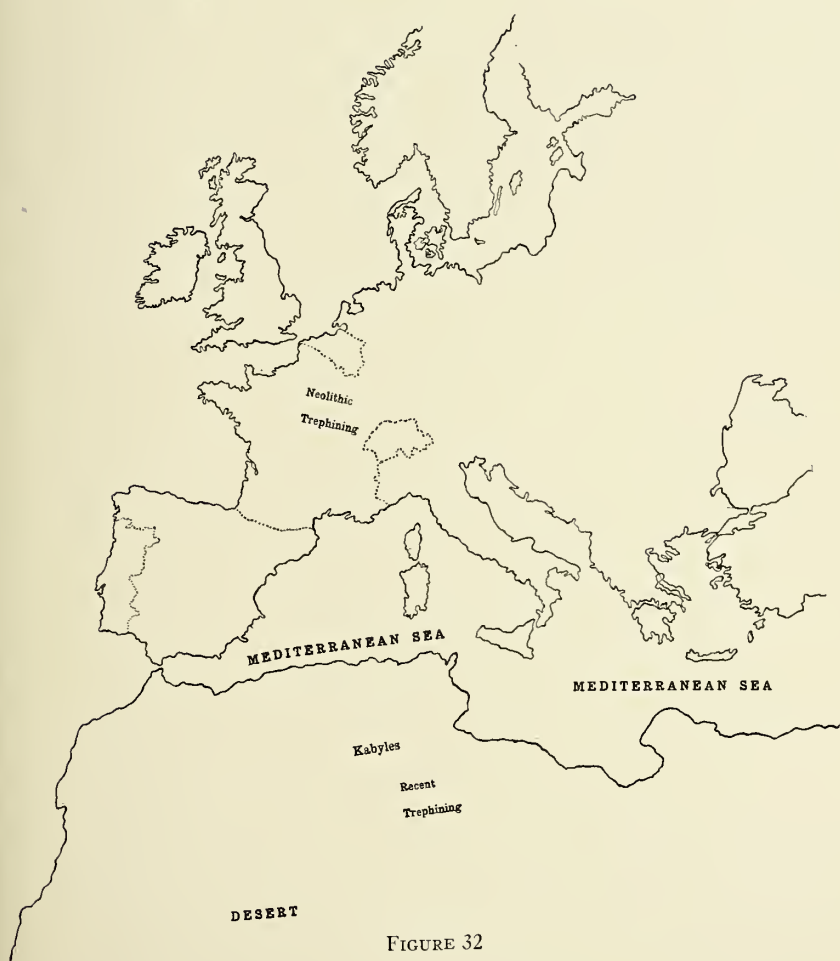 Neolithic
Trephining
MEDITERRANEAN SEA
MEDITERRANEAN SEA
Kabyles
Recent
Trephining
DESERT
FIGURE 32